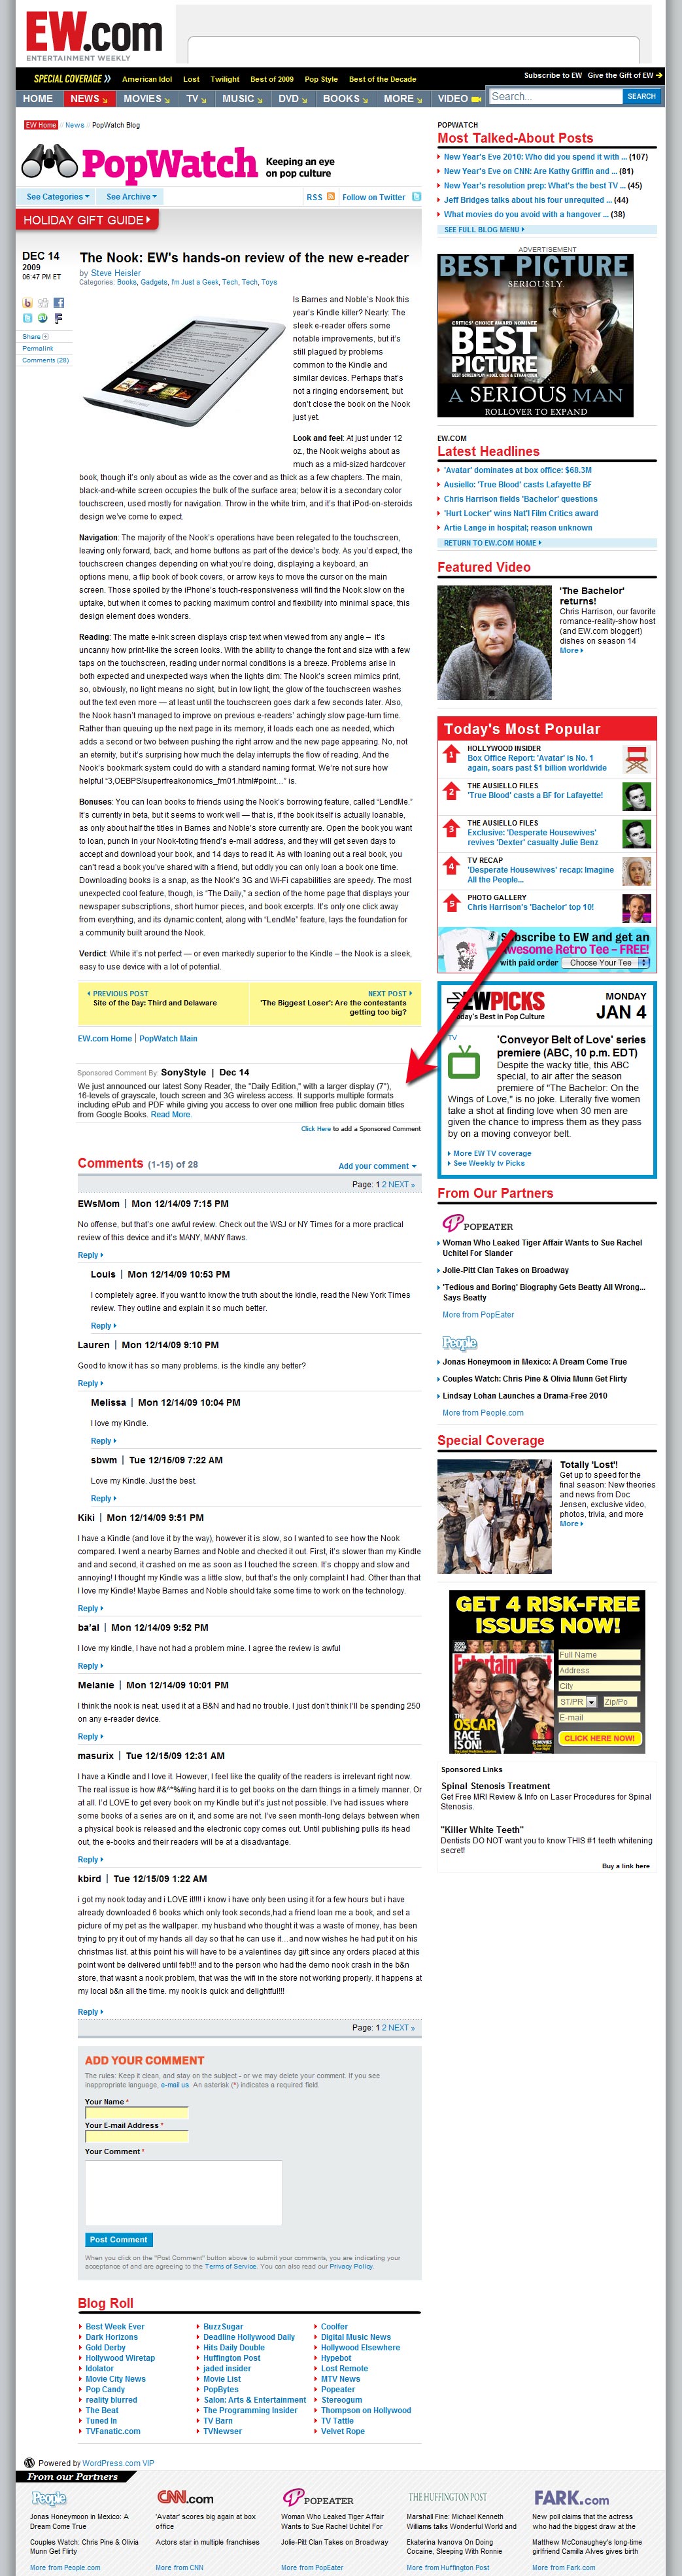 EW.com
ENTERTAINMENT WEEKLY
SPECIAL COVERAGE
American Idol Lost Twilight Best of 2009 Pop Style Best of the Decade
Subscribe to EW Give the Gift of EW
HOME NEWS MOVIES TV MUSIC DVD BOOKS MORE VIDEO Search... SEARCH
EW Home News PopWatch Blog
PopWatch
Keeping an eye
on pop culture
See Categories See Archive RSS Follow on Twitter
HOLIDAY GIFT GUIDE
DEC 14
2009
06:47 PM ET
Share
Permalink
Comments (28)
The Nook: EW's hands-on review of the new e-reader
by Steve Heisler
Categories: Books, Gadgets, I'm Just a Geek, Tech, Tech, Toys
Is Barnes and Noble's Nook this
year's Kindle killer? Nearly: The
sleek e-reader offers some
notable improvements, but it's
still plagued by problems
common to the Kindle and
similar devices. Perhaps that's
not a ringing endorsement, but
don't close the book on the Nook
just yet.
Look and feel: At just under 12
oz., the Nook weighs about as
much as a mid-sized hardcover
book, though it's only about as wide as the cover and as thick as a few chapters. The main,
black-and-white screen occupies the bulk of the surface area; below it is a secondary color
touchscreen, used mostly for navigation. Throw in the white trim, and it's that iPod-on-steroids
design we've come to expect.
Navigation: The majority of the Nook's operations have been relegated to the touchscreen,
leaving only forward, back, and home buttons as part of the device's body. As you'd expect, the
touchscreen changes depending on what you're doing, displaying a keyboard, an
options menu, a flip book of book covers, or arrow keys to move the cursor on the main
screen. Those spoiled by the iPhone's touch-responsiveness will find the Nook slow on the
uptake, but when it comes to packing maximum control and flexibility into minimal space, this
design element does wonders.
Reading: The matte e-ink screen displays crisp text when viewed from any angle – it's
uncanny how print-like the screen looks. With the ability to change the font and size with a few
taps on the touchscreen, reading under normal conditions is a breeze. Problems arise in
both expected and unexpected ways when the lights dim: The Nook's screen mimics print,
so, obviously, no light means no sight, but in low light, the of touchscreen washes
out the text even more — at least until the touchscreen goes dark a few seconds later. Also,
the Nook hasn't managed to improve on previous e-readers' achingly slow page-turn time.
Rather than queuing up the next page in its memory, it loads each one as needed, which
adds a second or two between pushing the right arrow and the new page appearing. No, not
an eternity, but it's surprising how much the delay interrupts the flow of reading. And the
Nook's bookmark system could do with a standard naming format. We're not sure how
helpful "3,OEBPS/superfreakonomics_fm01.html#point…" is.
Bonuses: You can loan books to friends using the Nook's borrowing feature, called "LendMe."
It's currently in beta, but it seems to work well — that is, if the book itself is actually loanable,
as only about half the titles in Barnes and Noble's store currently are. Open the book you want
to loan, punch in your Nook-toting friend's e-mail address, and they will get seven days to
accept and download your book, and 14 days to read it. As with loaning out a real book, you
can't read a book you've shared with a friend, but oddly you can only loan a book one time.
Downloading books is a snap, as the Nook's 3G and Wi-Fi capabilities are speedy. The most
unexpected cool feature, though, is "The Daily," a section of the home page that displays your
newspaper subscriptions, short humor pieces, and book excerpts. It's only one click away
from everything, and its dynamic content, along with "LendMe" feature, lays the foundation for
a community built around the Nook.
Verdict: While it's not perfect — or even markedly superior to the Kindle – the Nook is a sleek,
easy to use device with a lot of potential.
PREVIOUS POST
Site of the Day: Third and Delaware
NEXT POST
'The Biggest Loser': Are the contestants
getting too big?
EW.com Home | PopWatch Main
Sponsored Comment By: SonyStyle | Dec 14
We just announced our latest Sony Reader, the "Daily Edition," with a larger display (7"),
16-levels of grayscale, touch screen and 3G wireless access. It supports multiple formats
including ePub and PDF while giving you access to over one million free public domain titles
from Google Books. Read More.
Click Here to add a Sponsored Comment
Comments (1-15) of 28
Add your comment
Page: 1 2 NEXT »
EWsMom | Mon 12/14/09 7:15 PM
No offense, but that's one awful review. Check out the WSJ or NY Times for a more practical
review of this device and it's MANY, MANY flaws.
Reply
Louis | Mon 12/14/09 10:53 PM
I completely agree. If you want to know the truth about the kindle, read the New York Times
review. They outline and explain it so much better.
Reply
Lauren | Mon 12/14/09 9:10 PM
Good to know it has so many problems. is the kindle any better?
Reply
Melissa | Mon 12/14/09 10:04 PM
I love my Kindle.
Reply
sbwm | Tue 12/15/09 7:22 AM
Love my Kindle. Just the best.
Reply
Kiki | Mon 12/14/09 9:51 PM
I have a Kindle (and love it by the way), however it is slow, so I wanted to see how the Nook
compared. I went a nearby Barnes and Noble and checked it out. First, it's slower than my Kindle
and and second, it crashed on me as soon as I touched the screen. It's choppy and slow and
annoying! I thought my Kindle was a little slow, but that's the only complaint I had. Other than that
I love my Kindle! Maybe Barnes and Noble should take some time to work on the technology.
Reply
ba'al | Mon 12/14/09 9:52 PM
I love my kindle, I have not had a problem mine. I agree the review is awful
Reply
Melanie | Mon 12/14/09 10:01 PM
I think the nook is neat. used it at a B&N and had no trouble. I just don't think I'll be spending 250
on any e-reader device.
Reply
masurix | Tue 12/15/09 12:31 AM
I have a Kindle and I love it. However, I feel like the quality of the readers is irrelevant right now.
The real issue is how #&^*%#ing hard it is to get books on the darn things in a timely manner. Or
at all. I'd LOVE to get every book on my Kindle but it's just not possible. I've had issues where
some books of a series are on it, and some are not. I've seen month-long delays between when
a physical book is released and the electronic copy comes out. Until publishing pulls its head
out, the e-books and their readers will be at a disadvantage.
Reply
kbird | Tue 12/15/09 1:22 AM
i got my nook today and i LOVE it!!!! i know i have only been using it for a few hours but i have
already downloaded 6 books which only took seconds,had a friend loan me a book, and set a
picture of my pet as the wallpaper. my husband who thought it was a waste of money, has been
trying to pry it out of my hands all day so that he can use it…and now wishes he had put it on his
christmas list. at this point his will have to be a valentines day gift since any orders placed at this
point wont be delivered until feb!!! and to the person who had the demo nook crash in the b&n
store, that wasnt a nook problem, that was the wifi in the store not working properly. it happens at
my local b&n all the time. my nook is quick and delightful!!!
Reply
Page: 1 2 NEXT »
ADD YOUR COMMENT
The rules: Keep it clean, and stay on the subject - or we may delete your comment. If you see
inappropriate language, e-mail us. An asterisk (*) indicates a required field.
Your Name *
Your E-mail Address *
Your Comment *
Post Comment
When you click on the "Post Comment" button above to submit your comments, you are indicating your
acceptance of and are agreeing to the Terms of Service. You can also read our Privacy Policy.
Blog Roll
Best Week Ever
Dark Horizons
Gold Derby
Hollywood Wiretap
Idolator
Movie City News
Pop Candy
reality blurred
The Beat
Tuned In
TVFanatic.com
BuzzSugar
Deadline Hollywood Daily
Hits Daily Double
Huffington Post
jaded insider
Movie List
PopBytes
Salon: Arts & Entertainment
The Programming Insider
TV Barn
TVNewser
Coolfer
Digital Music News
Hollywood Elsewhere
Hypebot
Lost Remote
MTV News
Popeater
Stereogum
Thompson on Hollywood
TV Tattle
Velvet Rope
POPWATCH
Most Talked-About Posts
New Year's Eve 2010: Who did you spend it with ... (107)
New Year's Eve on CNN: Are Kathy Griffin and ... (81)
New Year's resolution prep: What's the best TV ... (45)
Jeff Bridges talks about his four unrequited ... (44)
What movies do you avoid with a hangover ... (38)
SEE FULL BLOG MENU
ADVERTISEMENT
BEST PICTURE
SERIOUSLY.
CRITICS' CHOICE AWARD NOMINEE
BEST
PICTURE
BEST SCREENPLAY - JOEL COEN & ETHAN COEN
A SERIOUS MAN
ROLLOVER TO EXPAND
EW.COM
Latest Headlines
'Avatar' dominates at box office: $68.3M
Ausiello: 'True Blood' casts Lafayette BF
Chris Harrison fields 'Bachelor' questions
'Hurt Locker' wins Nat'l Film Critics award
Artie Lange in hospital; reason unknown
RETURN TO EW.COM HOME
Featured Video
'The Bachelor'
returns!
Chris Harrison, our favorite
romance-reality-show host
(and EW.com blogger!)
dishes on season 14
More
Today's Most Popular
1
HOLLYWOOD INSIDER
Box Office Report: 'Avatar' is No. 1
again, soars past $1 billion worldwide
2
THE AUSIELLO FILES
'True Blood' casts a BF for Lafayette!
3
THE AUSIELLO FILES
Exclusive: 'Desperate Housewives'
revives 'Dexter' casualty Julie Benz
4
TV RECAP
'Desperate Housewives' recap: Imagine
All the People...
5
PHOTO GALLERY
Chris Harrison's 'Bachelor' top 10!
Subscribe to EW and get an
Awesome Retro Tee – FREE!
with paid order Choose Your Tee
EWPICKS
Today's Best in Pop Culture
MONDAY
JAN 4
TV
'Conveyor Belt of Love' series
premiere (ABC, 10 p.m. EDT)
Despite the wacky title, this ABC
special, to air after the season
premiere of "The Bachelor: On the
Wings of Love," is no joke. Literally five women
take a shot at finding love when 30 men are
given the chance to impress them as they pass
by on a moving conveyor belt.
More EW TV coverage
See Weekly tv Picks
From Our Partners
POPEATER
Woman Who Leaked Tiger Affair Wants to Sue Rachel
Uchitel For Slander
Jolie-Pitt Clan Takes on Broadway
'Tedious and Boring' Biography Gets Beatty All Wrong...
Says Beatty
More from PopEater
People
Jonas Honeymoon in Mexico: A Dream Come True
Couples Watch: Chris Pine & Olivia Munn Get Flirty
Lindsay Lohan Launches a Drama-Free 2010
More from People.com
Special Coverage
Totally 'Lost'!
Get up to speed for the
final season: New theories
and news from Doc
Jensen, exclusive video,
photos, trivia, and more
More
GET 4 RISK-FREE
ISSUES NOW!
Entertainment
OSCAR
RACE IS
ON!
Full Name
Address
City
ST/PR Zip/Po
E-mail
CLICK HERE NOW!
Sponsored Links
Spinal Stenosis Treatment
Get Free MRI Review & Info on Laser Procedures for Spinal
Stenosis.
"Killer White Teeth"
Dentists DO NOT want you to know THIS #1 teeth whitening
secret!
Buy a link here
Powered by WordPress.com VIP
From our Partners
People
Jonas Honeymoon in Mexico: A
Dream Come True
Couples Watch: Chris Pine & Olivia
Munn Get Flirty
More from People.com
CNN.com
'Avatar' scores big again at box
office
Actors star in multiple franchises
More from CNN
POPEATER
Woman Who Leaked Tiger Affair
Wants to Sue Rachel Uchitel For
Jolie-Pitt Clan Takes on Broadway
More from PopEater
THE HUFFINGTON POST
Marshall Fine: Michael Kenneth
Williams talks Wonderful World and
Ekaterina Ivanova On Doing
Cocaine, Sleeping With Ronnie
More from Huffington Post
FARK.com
New poll claims that the actress
who had the biggest draw at the
Matthew McConaughey's long-time
girlfriend Camilla Alves gives birth
More from Fark.com